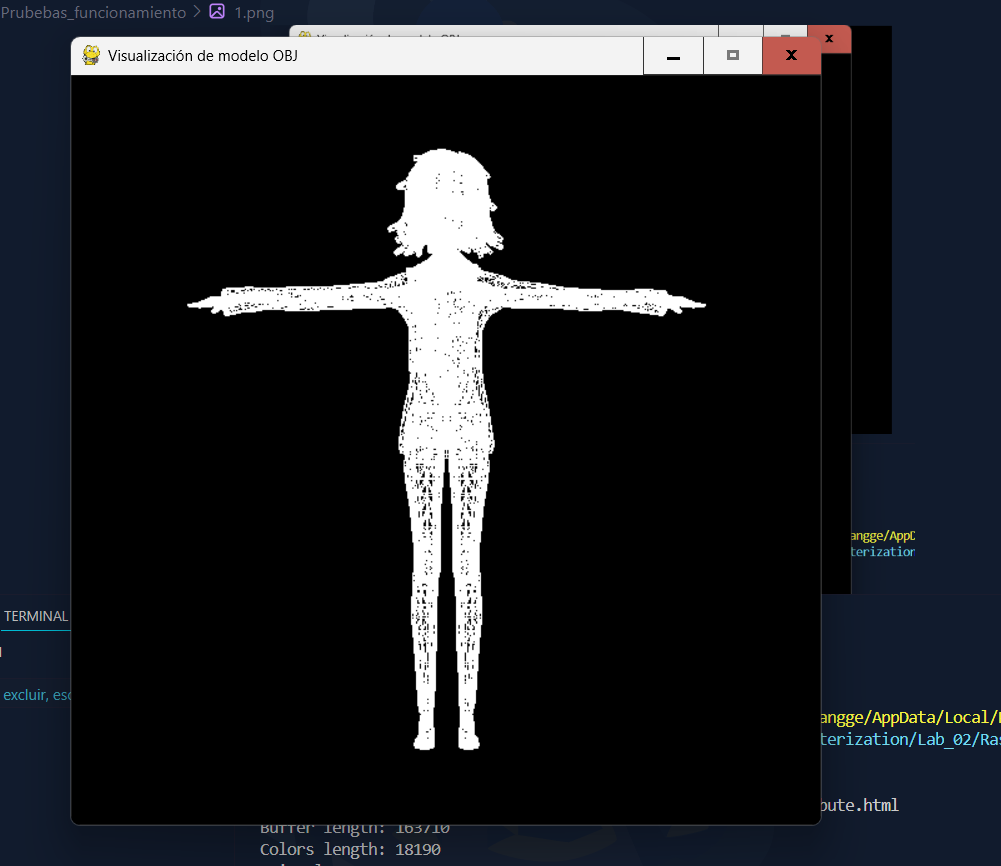 Prubebas_funcionamiento > 1.png
Visualización de modelo OBJ
angge/AppD
terization
TERMINAL
excluir, esc
angge/AppData/Local/
terization/Lab_02/Ras
bute.html
Buffer length: 163710
Colors length: 18190